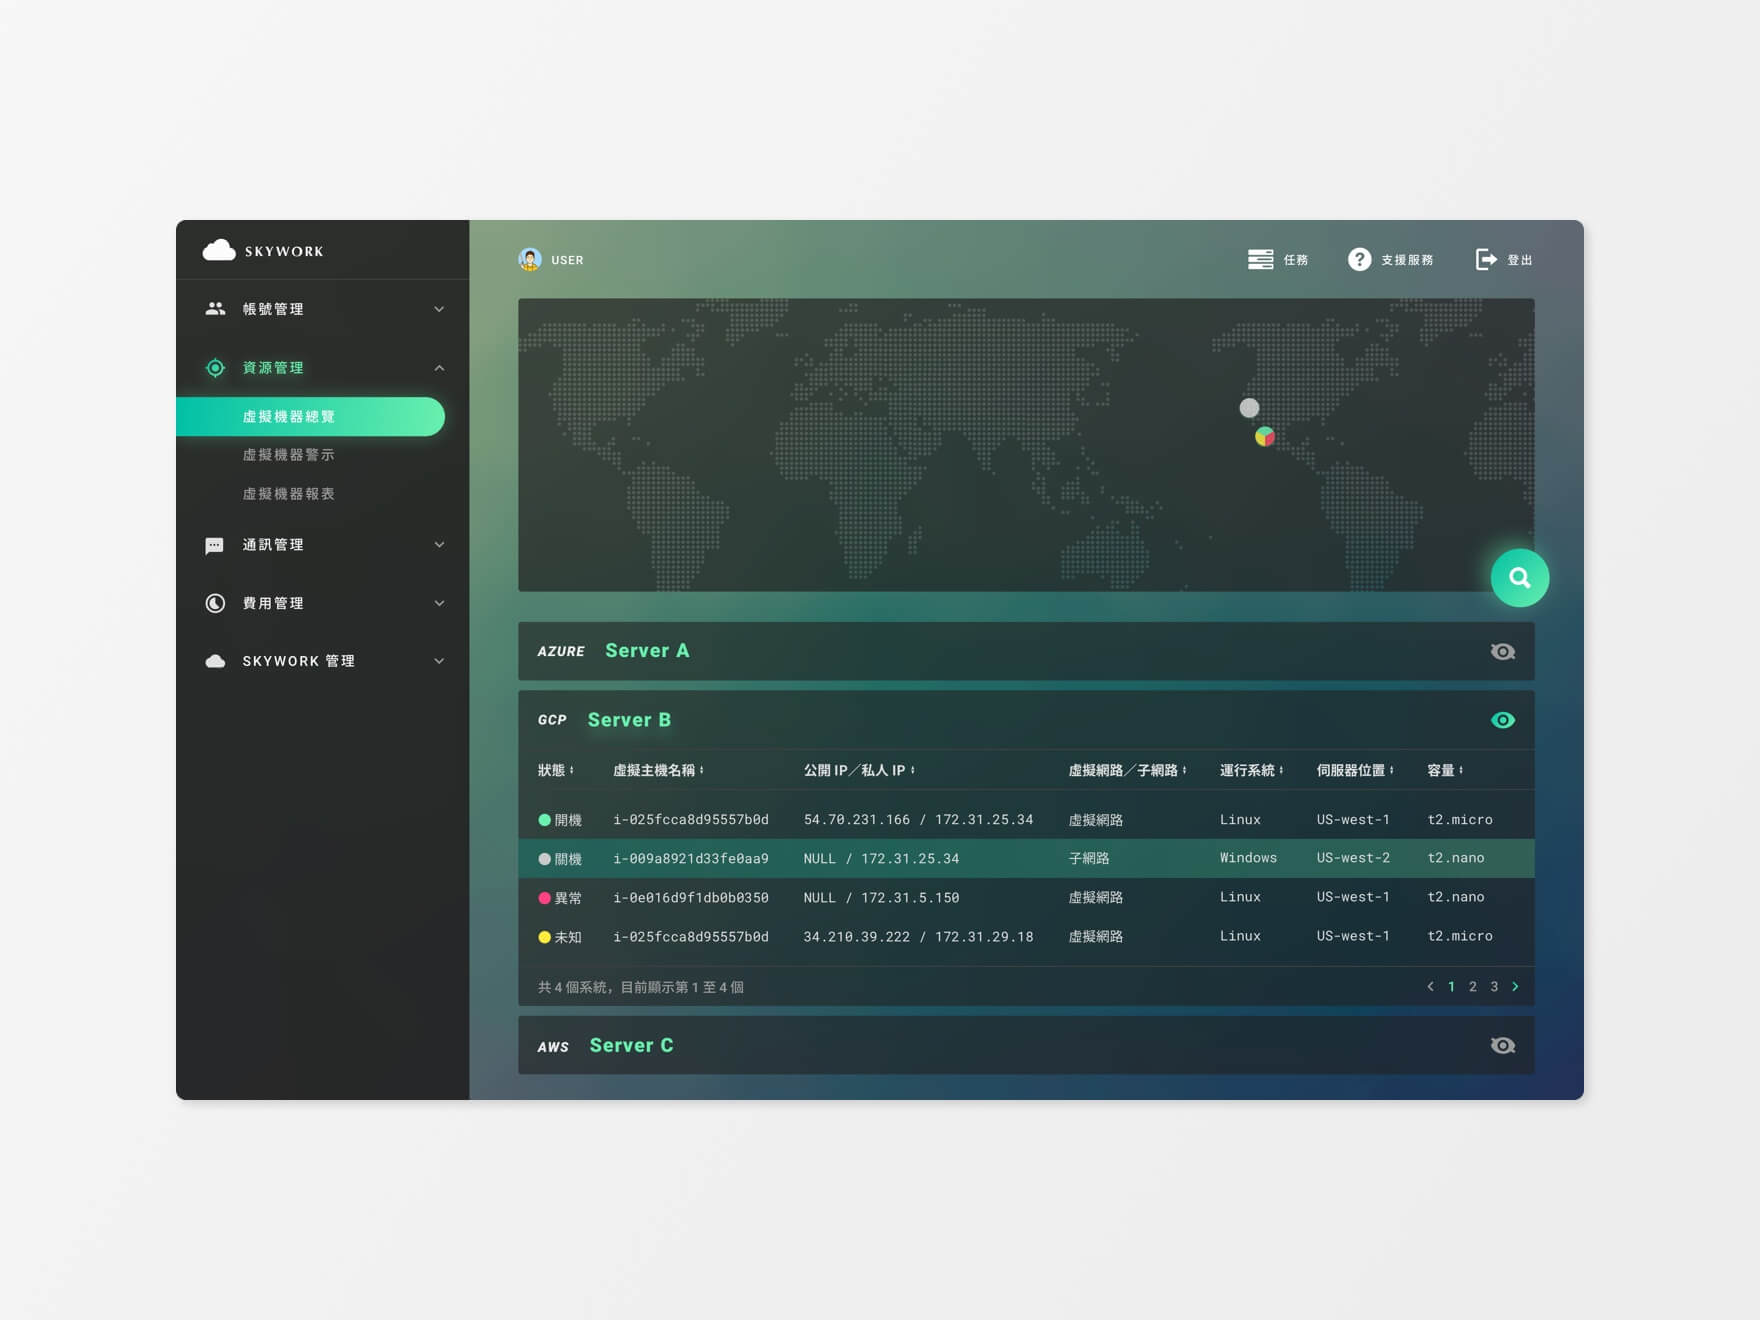 SKYWORK
帳號管理
資源管理
虛擬機器總覽
虛擬機器警示
虛擬機器報表
通訊管理
費用管理
SKYWORK 管理
USER
任務 支援服務 登出
AZURE Server A
GCP Server B
狀態 虛擬主機名稱 公開 IP／私人 IP 虛擬網路／子網路 運行系統 伺服器位置 容量
開機 i-025fcca8d95557b0d 54.70.231.166 / 172.31.25.34 虛擬網路 Linux US-west-1 t2.micro
關機 i-009a8921d33fe0aa9 NULL / 172.31.25.34 子網路 Windows US-west-2 t2.nano
異常 i-0e016d9f1db0b0350 NULL / 172.31.5.150 虛擬網路 Linux US-west-1 t2.nano
未知 i-025fcca8d95557b0d 34.210.39.222 / 172.31.29.18 虛擬網路 Linux US-west-1 t2.micro
共 4 個系統，目前顯示第 1 至 4 個 1 2 3
AWS Server C